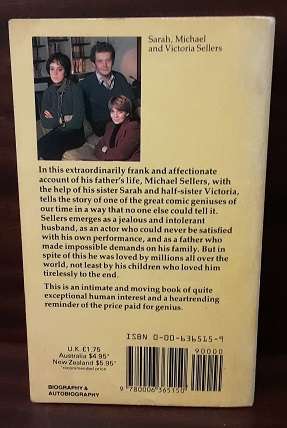 Sarah, Michael
and Victoria Sellers
In this extraordinarily frank and affectionate
account of his father's life, Michael Sellers, with
the help of his sister Sarah and half-sister Victoria,
tells the story of one of the great comic geniuses of
our time in a way that no one else could tell it.
Sellers emerges as a jealous and intolerant
husband, as an actor who could never be satisfied
with his own performance, and as a father who
made impossible demands on his family. But in
spite of this he was loved by millions all over the
world, not least by his children who loved him
tirelessly to the end.
This is an intimate and moving book of quite
exceptional human interest and a heartrending
reminder of the price paid for genius.
U.K. £1.75
Australia $4.95*
New Zealand $5.95*
*recommended price
BIOGRAPHY &
AUTOBIOGRAPHY
ISBN 0-00-636515-9
90000
9 780006 365150